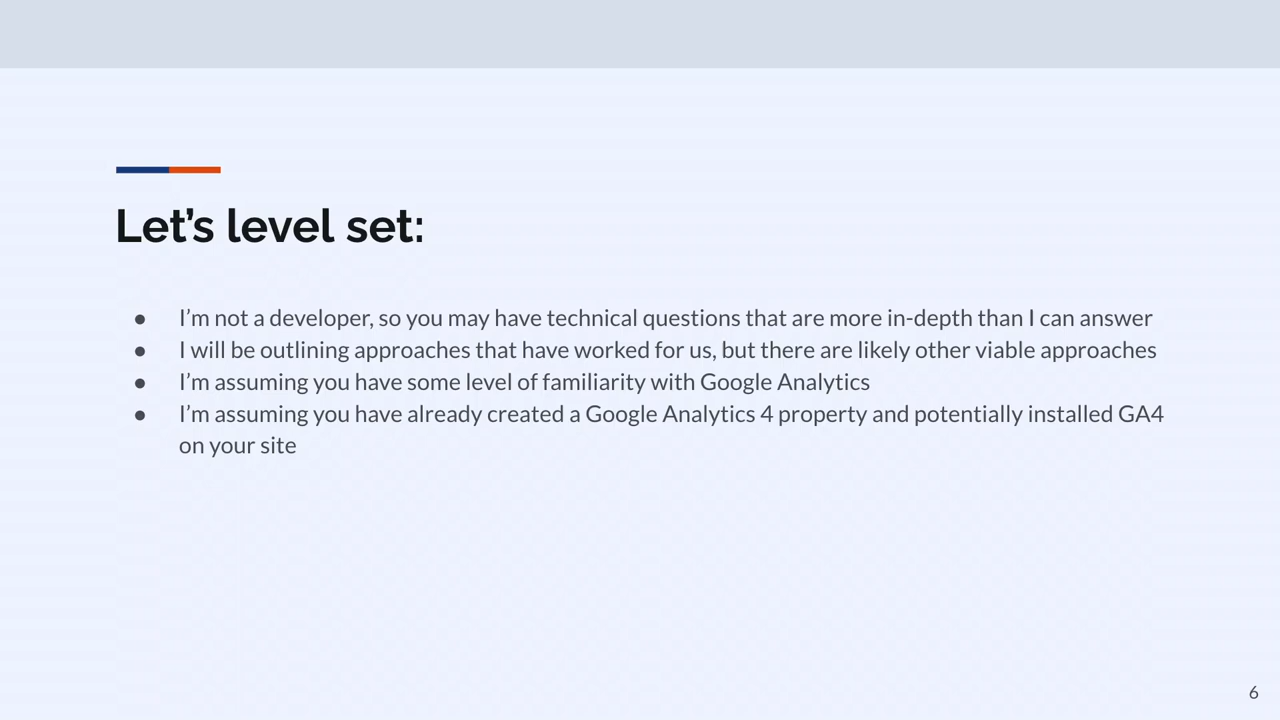 Let’s level set:
● I’m not a developer, so you may have technical questions that are more in-depth than I can answer
● I will be outlining approaches that have worked for us, but there are likely other viable approaches
● I’m assuming you have some level of familiarity with Google Analytics
● I’m assuming you have already created a Google Analytics 4 property and potentially installed GA4
on your site
6